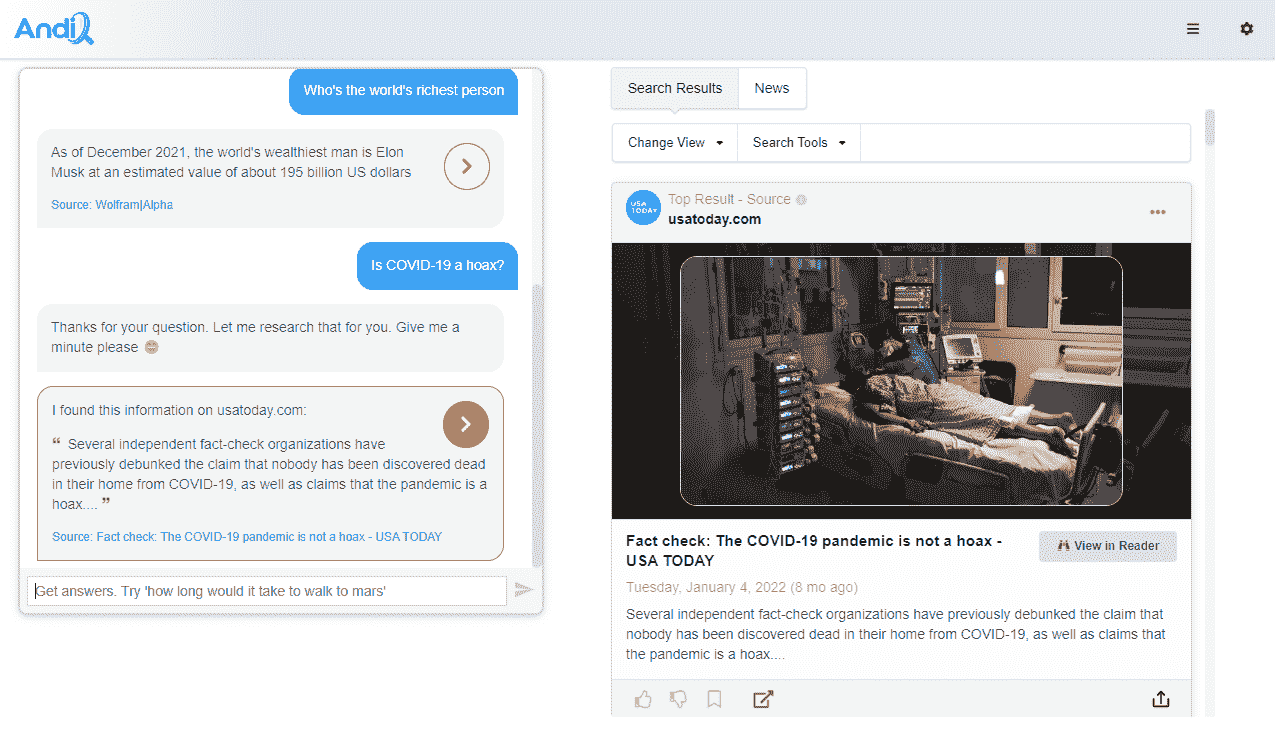 Andi
Who's the world's richest person
As of December 2021, the world's wealthiest man is Elon
Musk at an estimated value of about 195 billion US dollars
Source: Wolfram|Alpha
Is COVID-19 a hoax?
Thanks for your question. Let me research that for you. Give me a
minute please
I found this information on usatoday.com:
“ Several independent fact-check organizations have
previously debunked the claim that nobody has been discovered dead
in their home from COVID-19, as well as claims that the pandemic is a
hoax.... ”
Source: Fact check: The COVID-19 pandemic is not a hoax - USA TODAY
Get answers. Try 'how long would it take to walk to mars'
Search Results News
Change View Search Tools
USA
TODAY
Top Result - Source
usatoday.com
Fact check: The COVID-19 pandemic is not a hoax -
USA TODAY
View in Reader
Tuesday, January 4, 2022 (8 mo ago)
Several independent fact-check organizations have previously debunked the claim that
nobody has been discovered dead in their home from COVID-19, as well as claims that
the pandemic is a hoax....